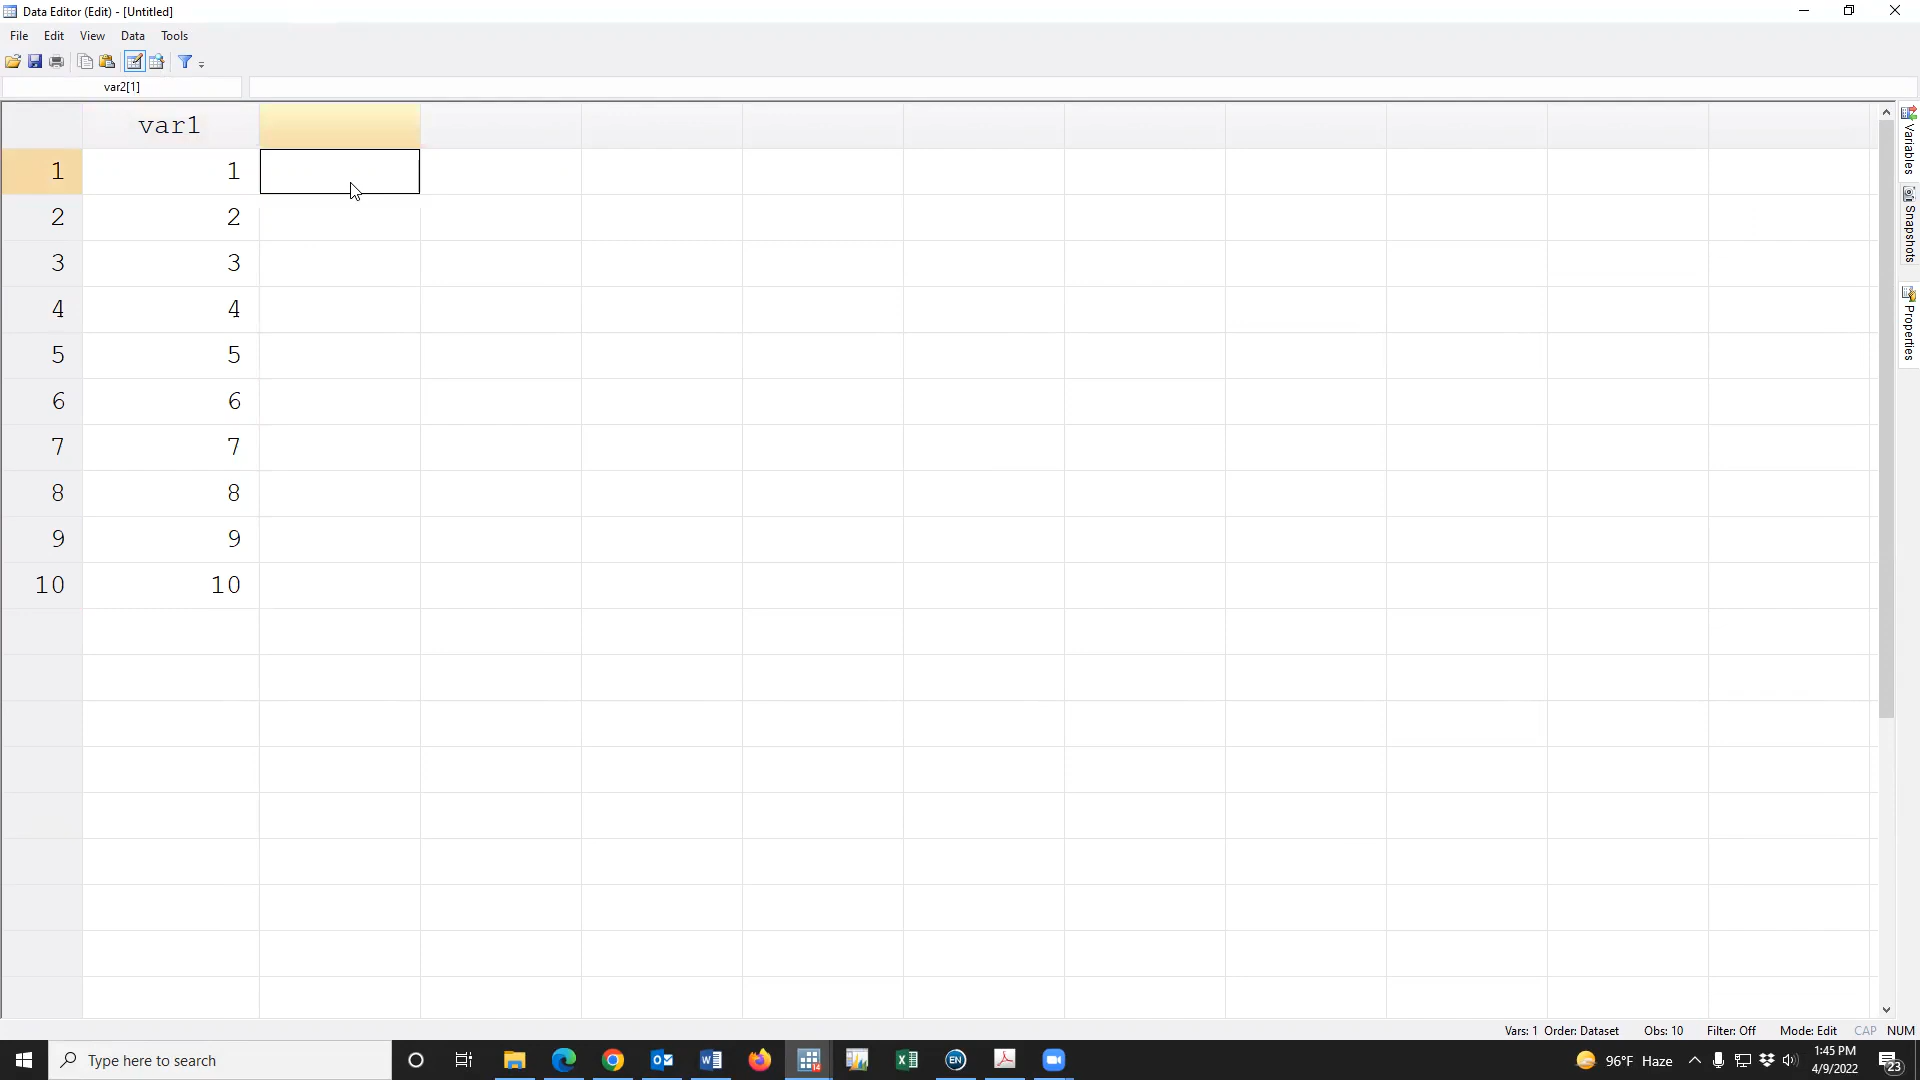 Data Editor (Edit) - [Untitled]
File Edit View Data Tools
var2[1]
var1
1 1
2 2
3 3
4 4
5 5
6 6
7 7
8 8
9 9
10 10
Variables
Snapshots
Properties
Vars: 1 Order: Dataset Obs: 10 Filter: Off Mode: Edit CAP NUM
Type here to search
EN
14
96°F Haze
1:45 PM
4/9/2022
23